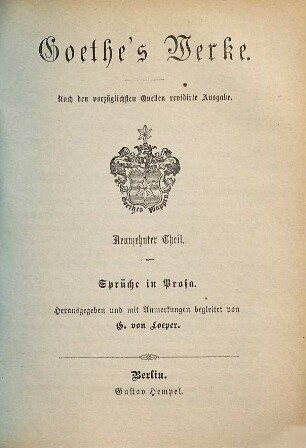 Goethe's Werke.
Nach den vorzüglichsten Quellen revidirte Ausgabe.
Goethes Wappen
Neunzehnter Theil.
Sprüche in Prosa.
Herausgegeben und mit Anmerkungen begleitet von
G. von Loeper.
Berlin.
Gustav Hempel.